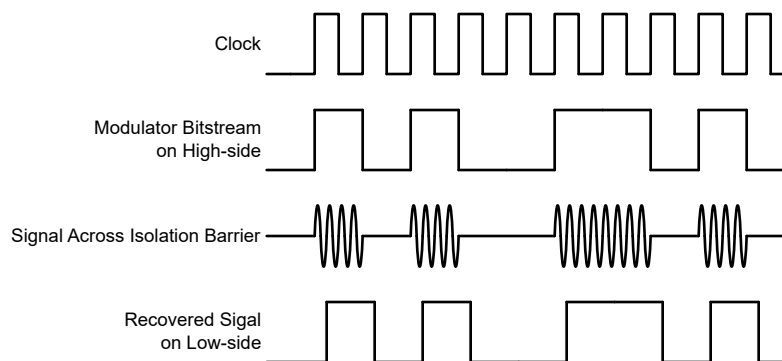 Clock
Modulator Bitstream
on High-side
Signal Across Isolation Barrier
Recovered Sigal
on Low-side